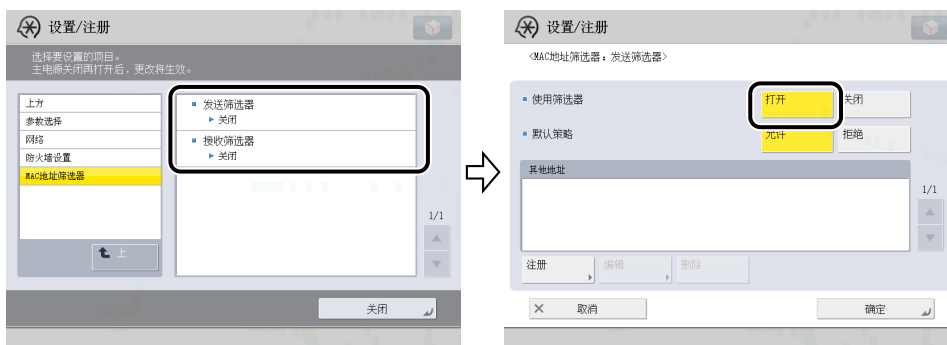 设置/注册
选择要设置的项目。
主电源关闭再打开后，更改将生效。
上方
参数选择
网络
防火墙设置
MAC地址筛选器
上
发送筛选器
关闭
接收筛选器
关闭
1/1
关闭
设置/注册
<MAC地址筛选器：发送筛选器>
使用筛选器
打开
关闭
默认策略
允许
拒绝
其他地址
1/1
注册
编辑
删除
取消
确定